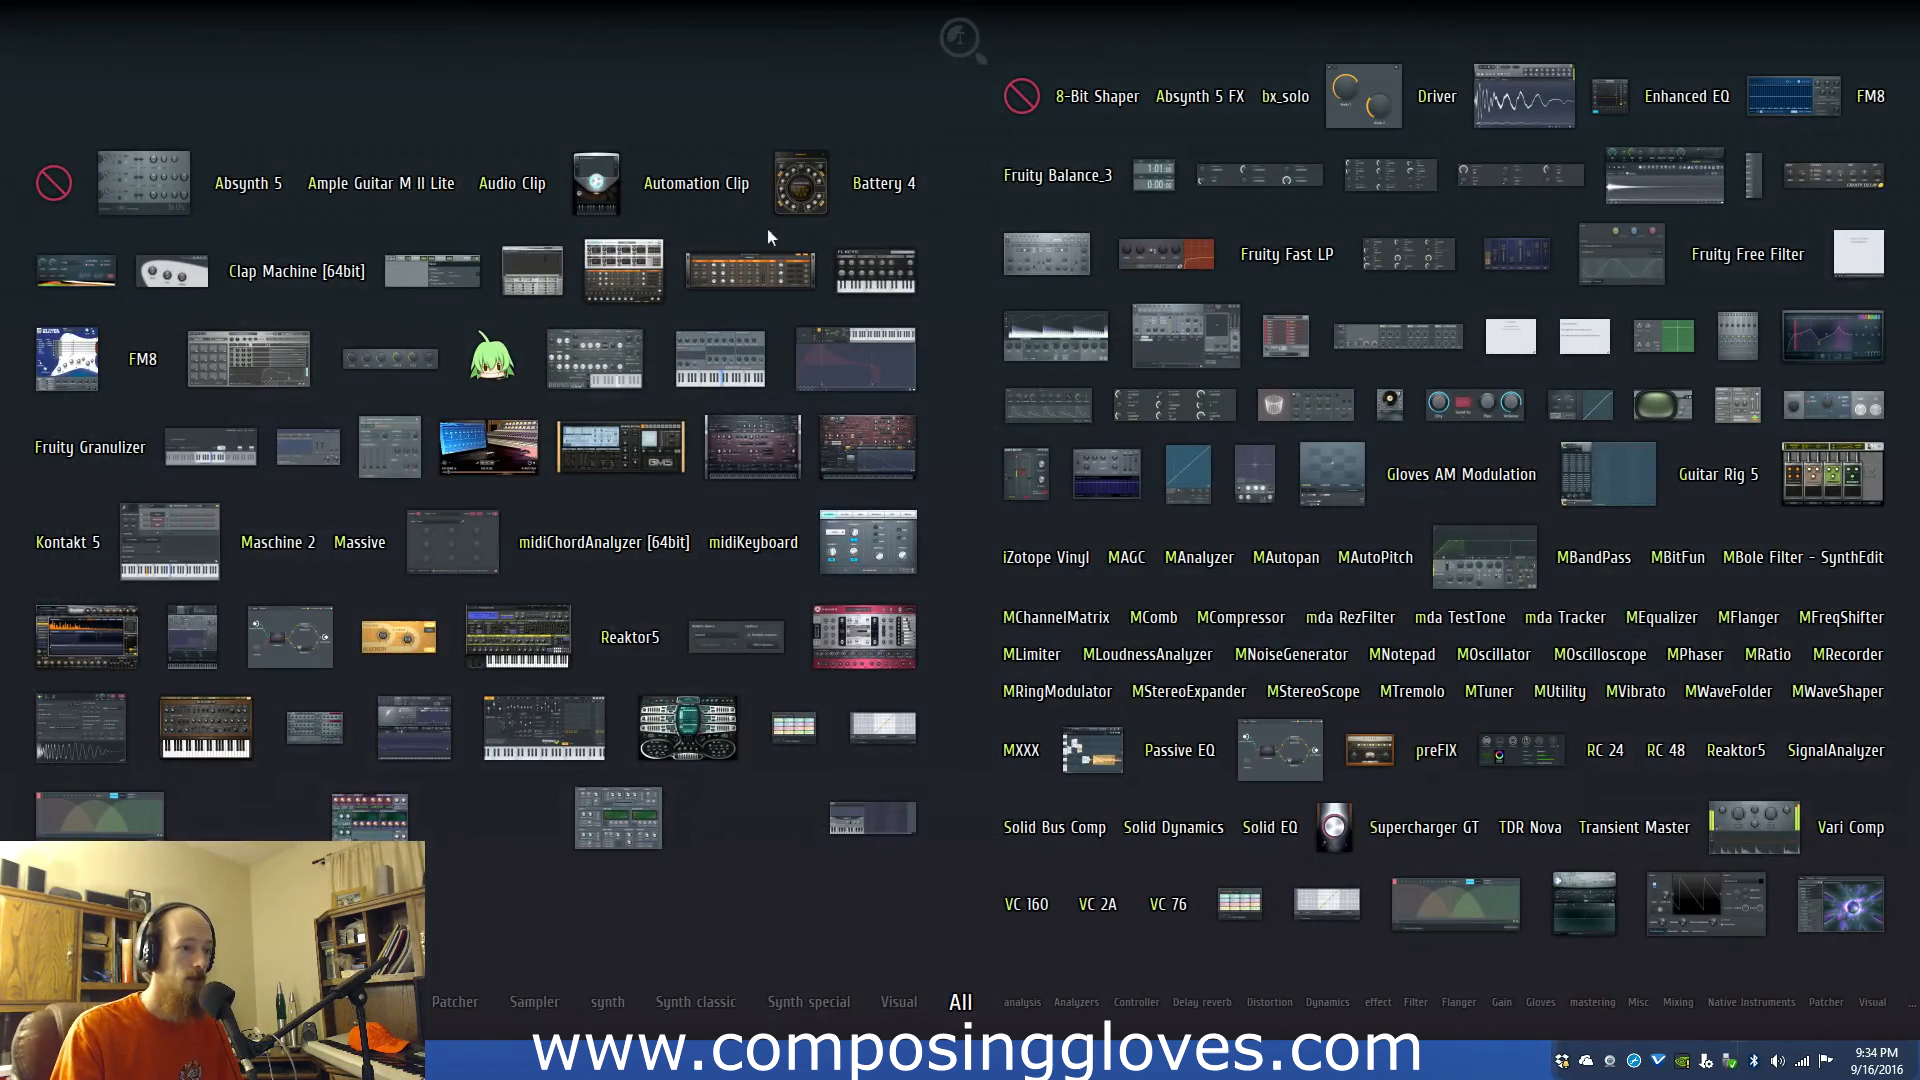 8-Bit Shaper Absynth 5 FX bx_solo Driver Enhanced EQ FM8
Absynth 5 Ample Guitar M II Lite Audio Clip Automation Clip Battery 4
Fruity Balance_3
Clap Machine [64bit]
Fruity Fast LP Fruity Free Filter
FM8
Fruity Granulizer
Gloves AM Modulation Guitar Rig 5
Kontakt 5 Maschine 2 Massive midiChordAnalyzer [64bit] midiKeyboard
iZotope Vinyl MAGC MAnalyzer MAutopan MAutoPitch MBandPass MBitFun MBole Filter - SynthEdit
MChannelMatrix MComb MCompressor mda RezFilter mda TestTone mda Tracker MEqualizer MFlanger MFreqShifter
Reaktor5
MLimiter MLoudnessAnalyzer MNoiseGenerator MNotepad MOscillator MOscilloscope MPhaser MRatio MRecorder
MRingModulator MStereoExpander MStereoScope MTremolo MTuner MUtility MVibrato MWaveFolder MWaveShaper
MXXX Passive EQ preFIX RC 24 RC 48 Reaktor5 SignalAnalyzer
Solid Bus Comp Solid Dynamics Solid EQ Supercharger GT TDR Nova Transient Master Vari Comp
VC 160 VC 2A VC 76
Patcher Sampler synth Synth classic Synth special Visual All analysis Analyzers Controller Delay reverb Distortion Dynamics effect Filter Flanger Gain Gloves mastering Misc Mixing Native Instruments Patcher Visual ...
www.composinggloves.com
9:34 PM
9/16/2016